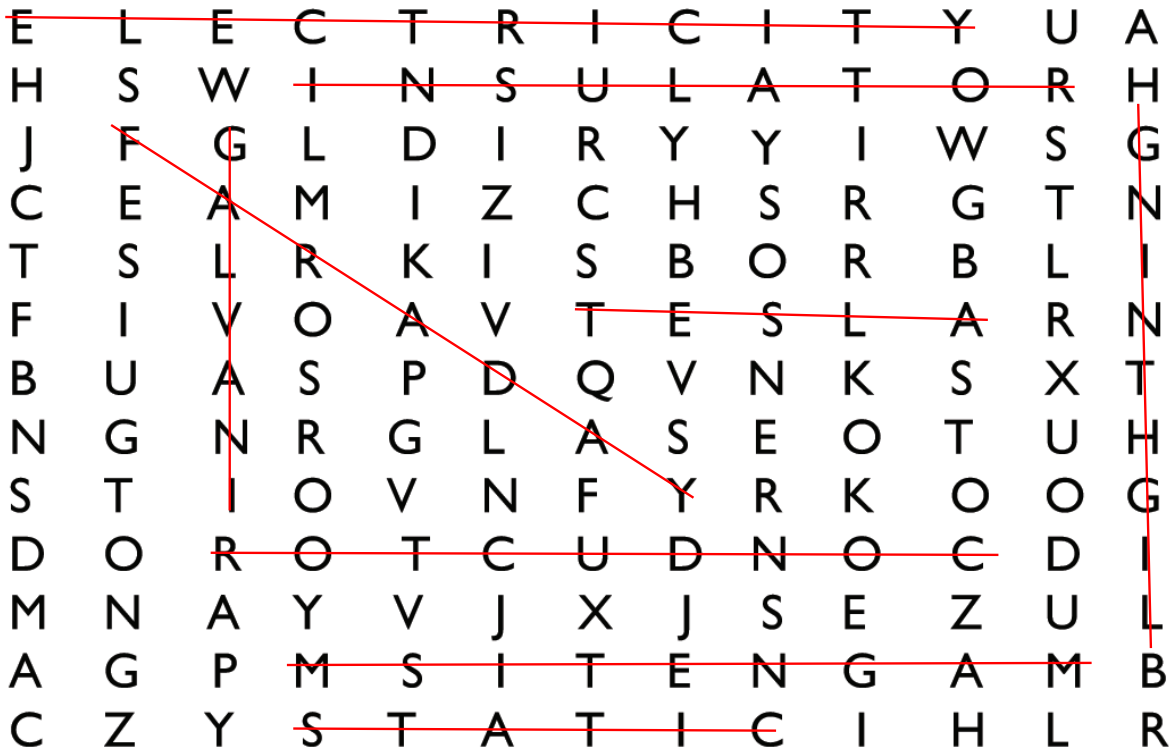 E L E C T R I C I T Y U A
H S W I N S U L A T O R H
J F G L D I R Y Y I W S G
C E A M I Z C H S R G T N
T S L R K I S B O R B L I
F I V O A V T E S L A R N
B U A S P D Q V N K S X T
N G N R G L A S E O T U H
S T I O V N F Y R K O O G
D O R O T C U D N O C D I
M N A Y V J X J S E Z U L
A G P M S I T E N G A M B
C Z Y S T A T I C I H L R